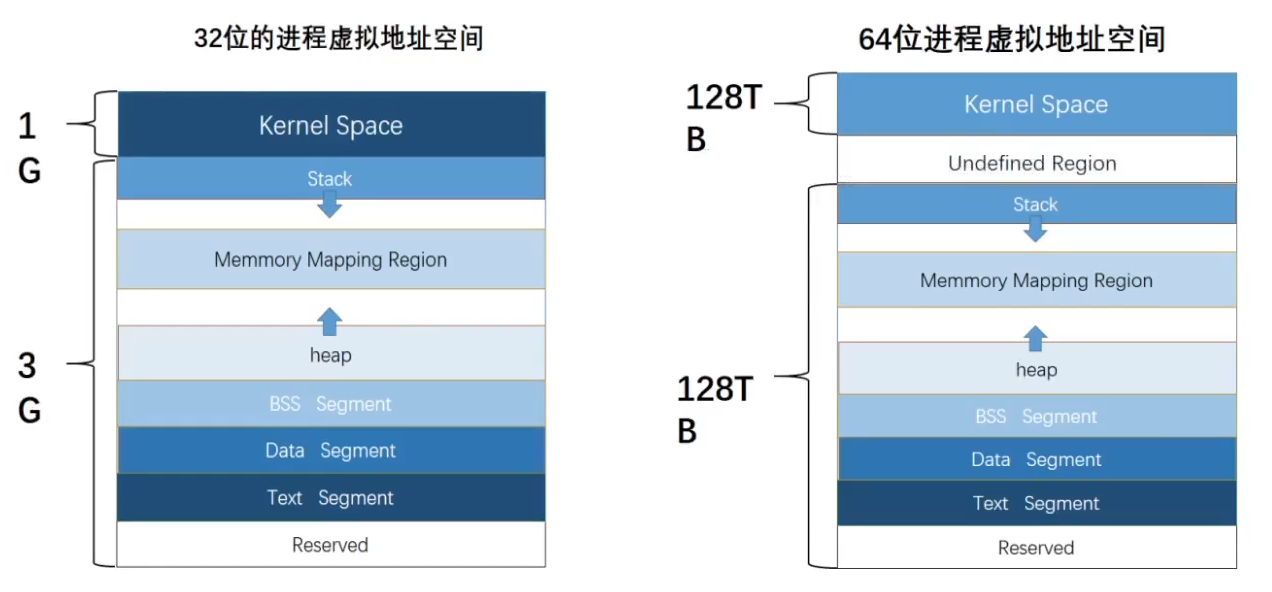 32位的进程虚拟地址空间
1
G
Kernel Space
Stack
Memmory Mapping Region
3
G
heap
BSS Segment
Data Segment
Text Segment
Reserved
64位进程虚拟地址空间
128T
B
Kernel Space
Undefined Region
Stack
Memmory Mapping Region
128T
B
heap
BSS Segment
Data Segment
Text Segment
Reserved